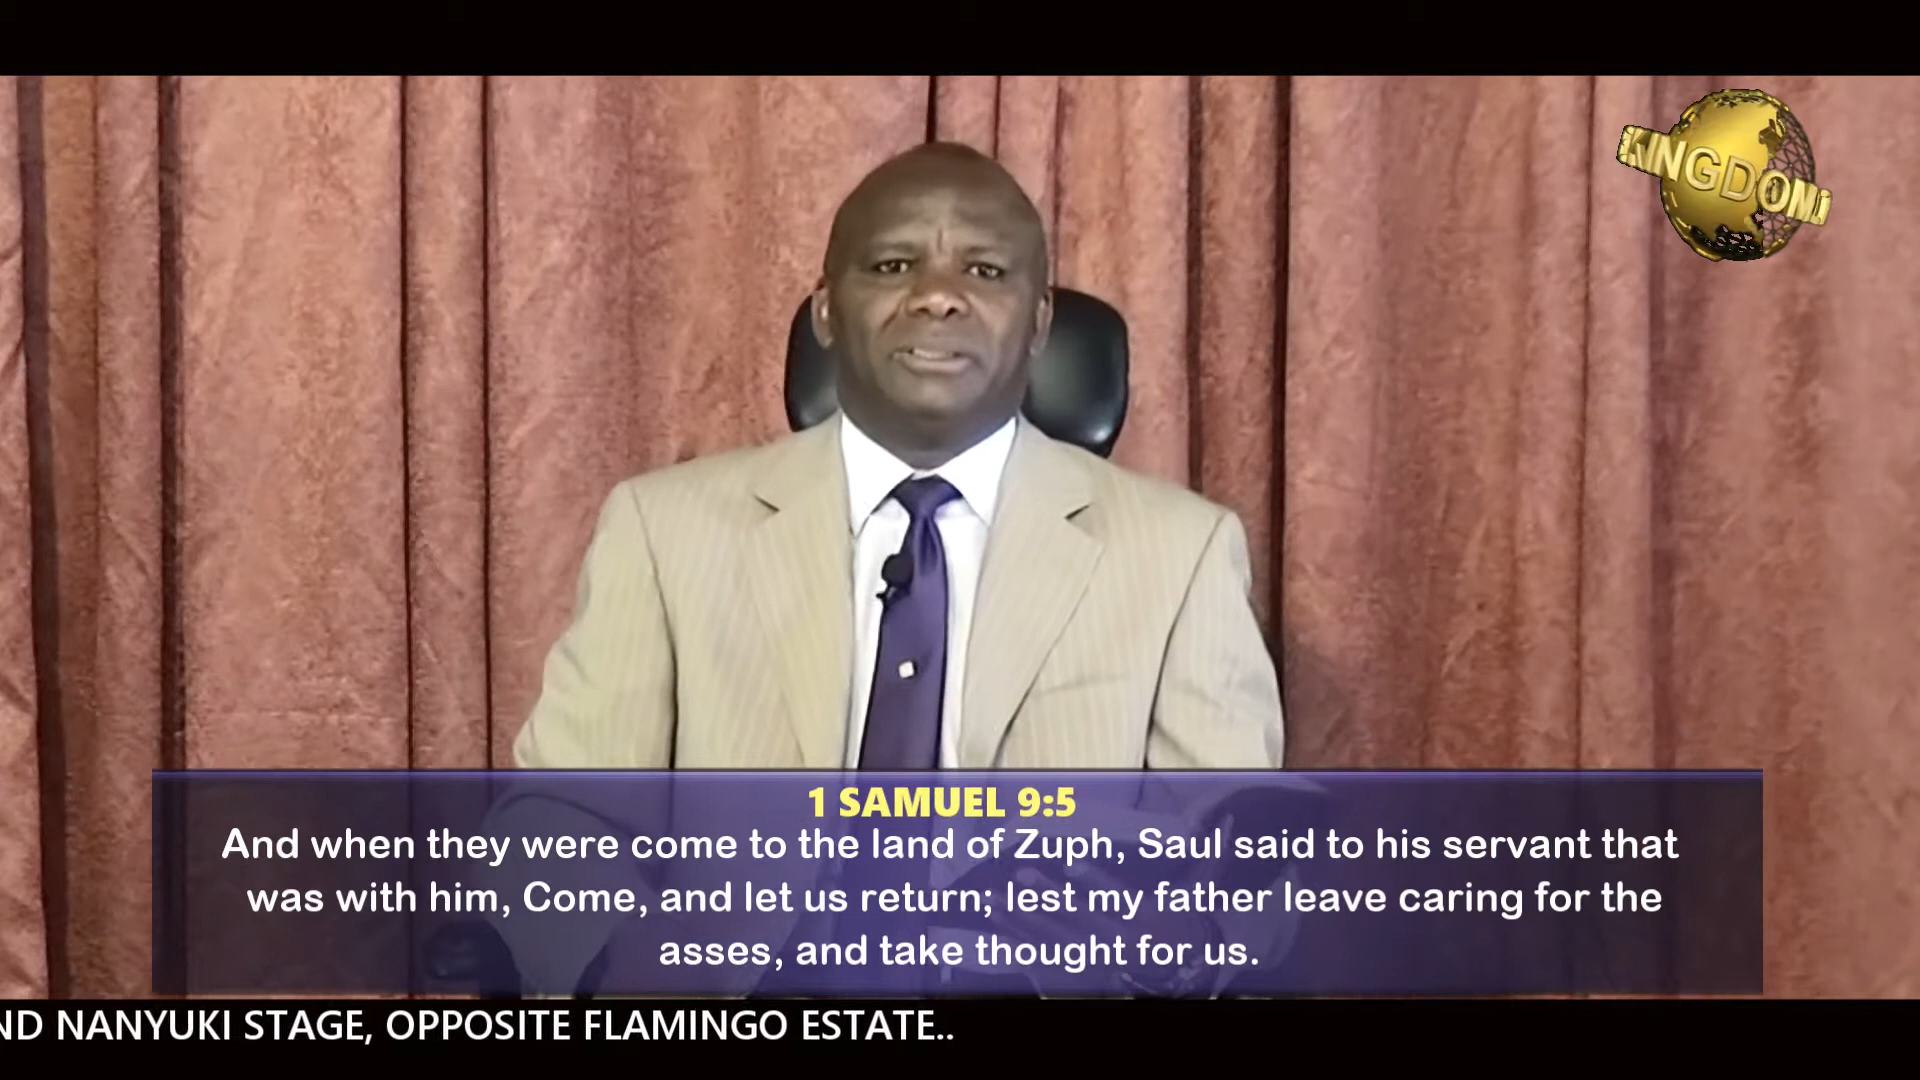 KINGDOM
1 SAMUEL 9:5
And when they were come to the land of Zuph, Saul said to his servant that
was with him, Come, and let us return; lest my father leave caring for the
asses, and take thought for us.
ND NANYUKI STAGE, OPPOSITE FLAMINGO ESTATE..